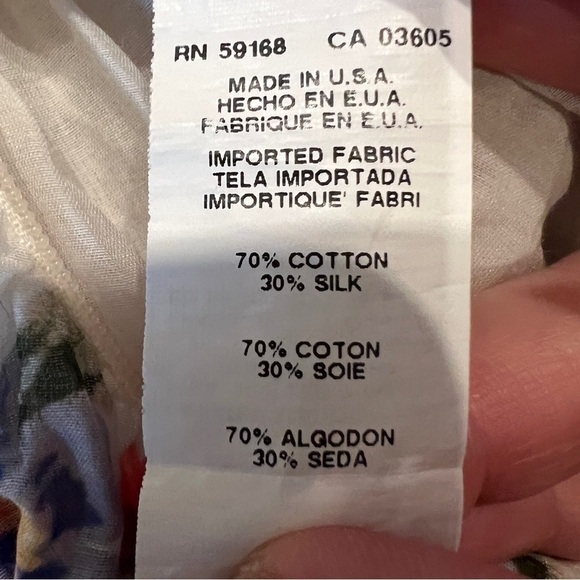 RN 59168 CA 03605
MADE IN U.S.A.
HECHO EN E.U.A.
FABRIQUE EN E.U.A.
IMPORTED FABRIC
TELA IMPORTADA
IMPORTIQUE' FABRI
70% COTTON
30% SILK
70% COTON
30% SOIE
70% ALGODON
30% SEDA